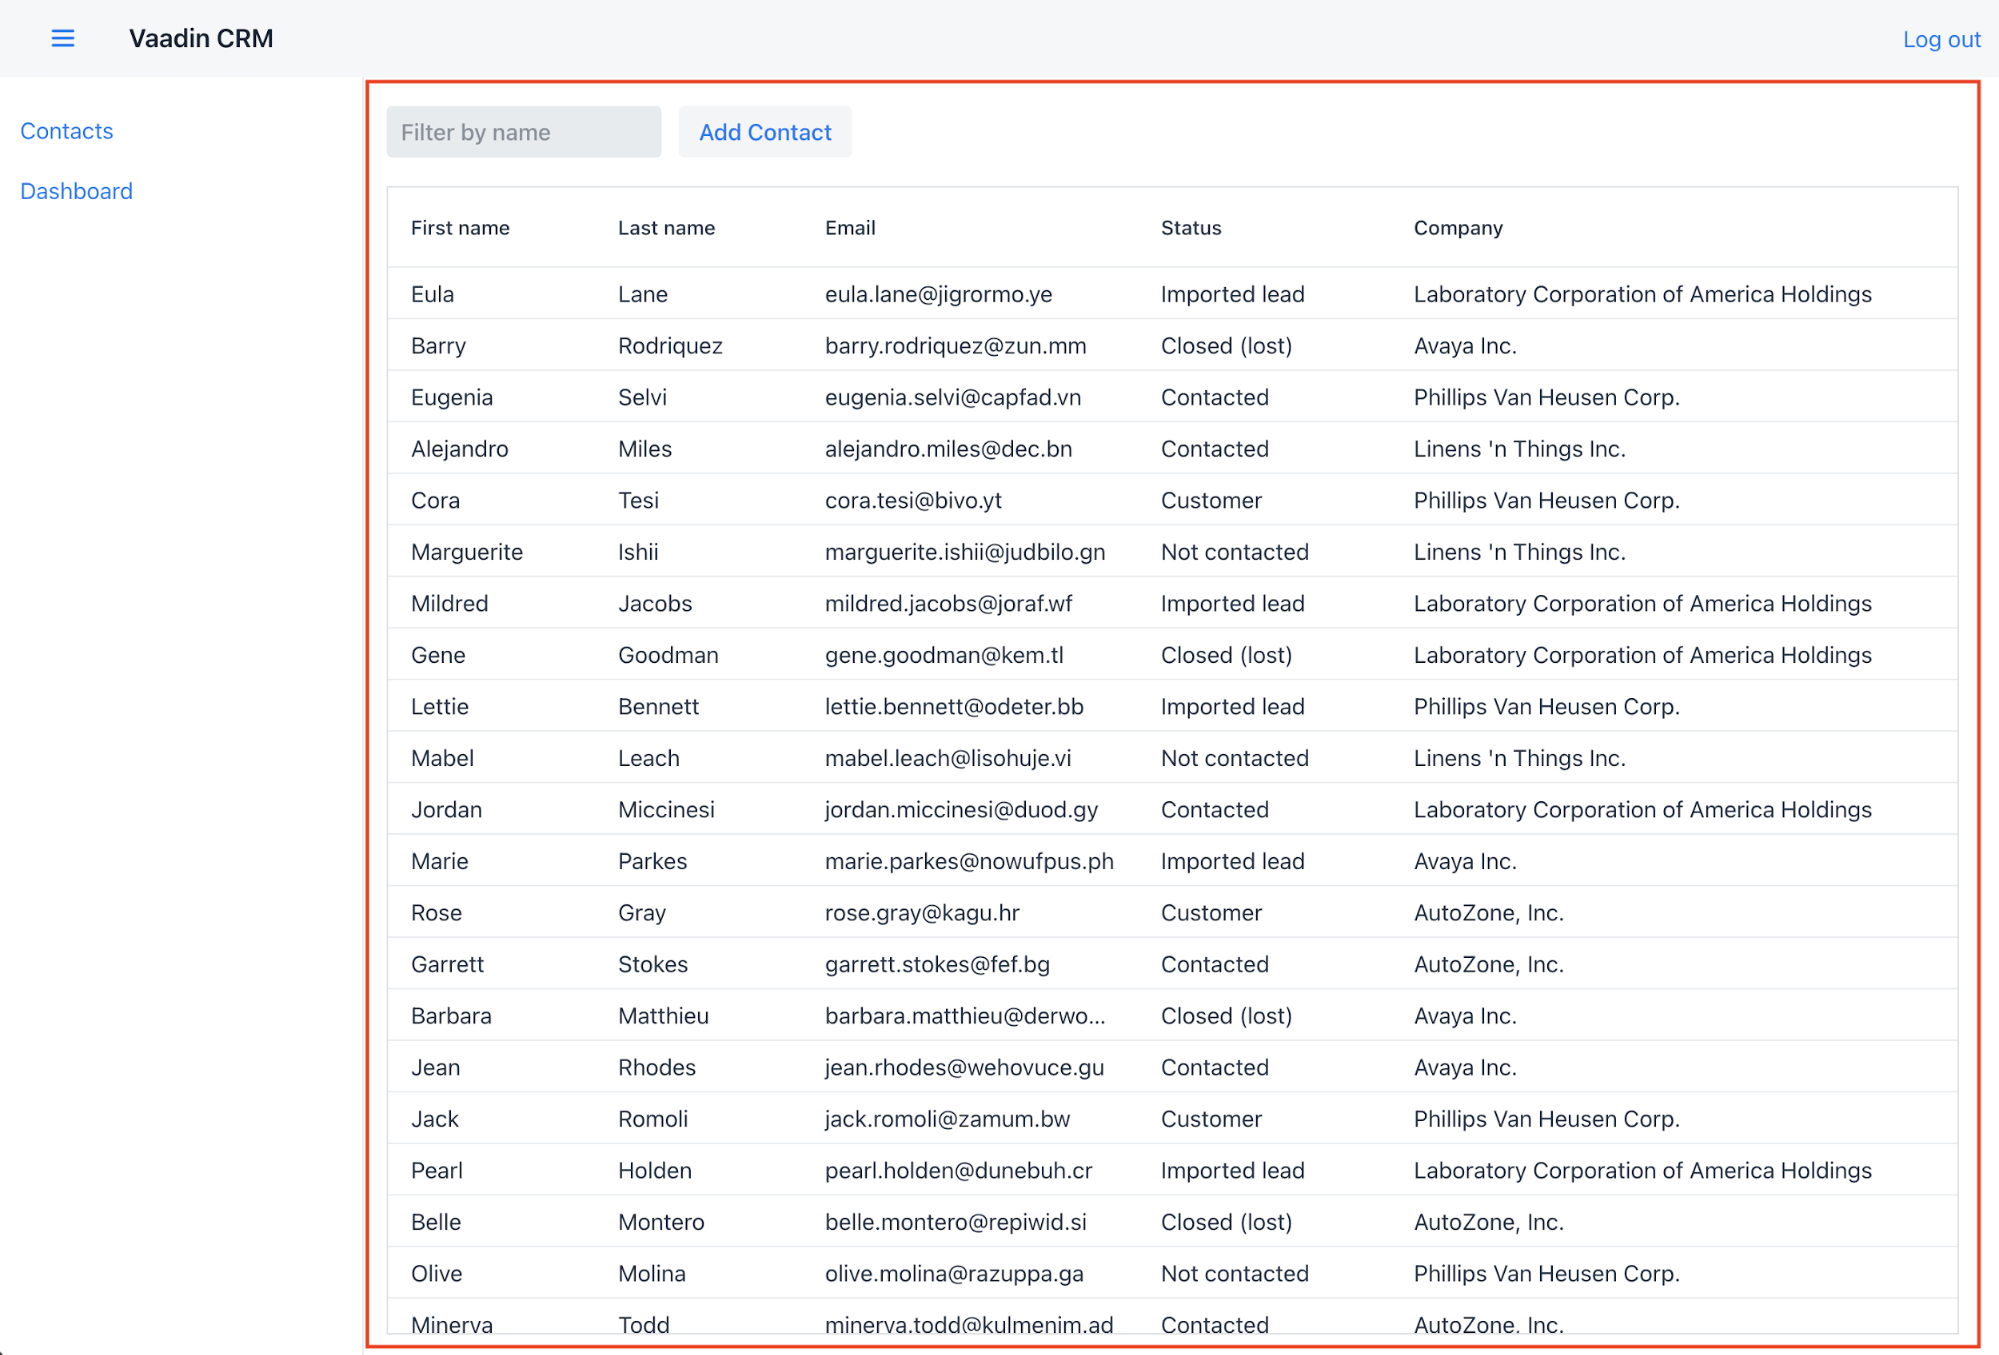 Vaadin CRM Log out
Contacts
Dashboard
Filter by name Add Contact
First name Last name Email Status Company
Eula Lane eula.lane@jigrormo.ye Imported lead Laboratory Corporation of America Holdings
Barry Rodriquez barry.rodriquez@zun.mm Closed (lost) Avaya Inc.
Eugenia Selvi eugenia.selvi@capfad.vn Contacted Phillips Van Heusen Corp.
Alejandro Miles alejandro.miles@dec.bn Contacted Linens 'n Things Inc.
Cora Tesi cora.tesi@bivo.yt Customer Phillips Van Heusen Corp.
Marguerite Ishii marguerite.ishii@judbilo.gn Not contacted Linens 'n Things Inc.
Mildred Jacobs mildred.jacobs@joraf.wf Imported lead Laboratory Corporation of America Holdings
Gene Goodman gene.goodman@kem.tl Closed (lost) Laboratory Corporation of America Holdings
Lettie Bennett lettie.bennett@odeter.bb Imported lead Phillips Van Heusen Corp.
Mabel Leach mabel.leach@lisohuje.vi Not contacted Linens 'n Things Inc.
Jordan Miccinesi jordan.miccinesi@duod.gy Contacted Laboratory Corporation of America Holdings
Marie Parkes marie.parkes@nowufpus.ph Imported lead Avaya Inc.
Rose Gray rose.gray@kagu.hr Customer AutoZone, Inc.
Garrett Stokes garrett.stokes@fef.bg Contacted AutoZone, Inc.
Barbara Matthieu barbara.matthieu@derwo... Closed (lost) Avaya Inc.
Jean Rhodes jean.rhodes@wehovuce.gu Contacted Avaya Inc.
Jack Romoli jack.romoli@zamum.bw Customer Phillips Van Heusen Corp.
Pearl Holden pearl.holden@dunebuh.cr Imported lead Laboratory Corporation of America Holdings
Belle Montero belle.montero@repiwid.si Closed (lost) AutoZone, Inc.
Olive Molina olive.molina@razuppa.ga Not contacted Phillips Van Heusen Corp.
Minerva Todd minerva.todd@kulmenim.ad Contacted AutoZone, Inc.